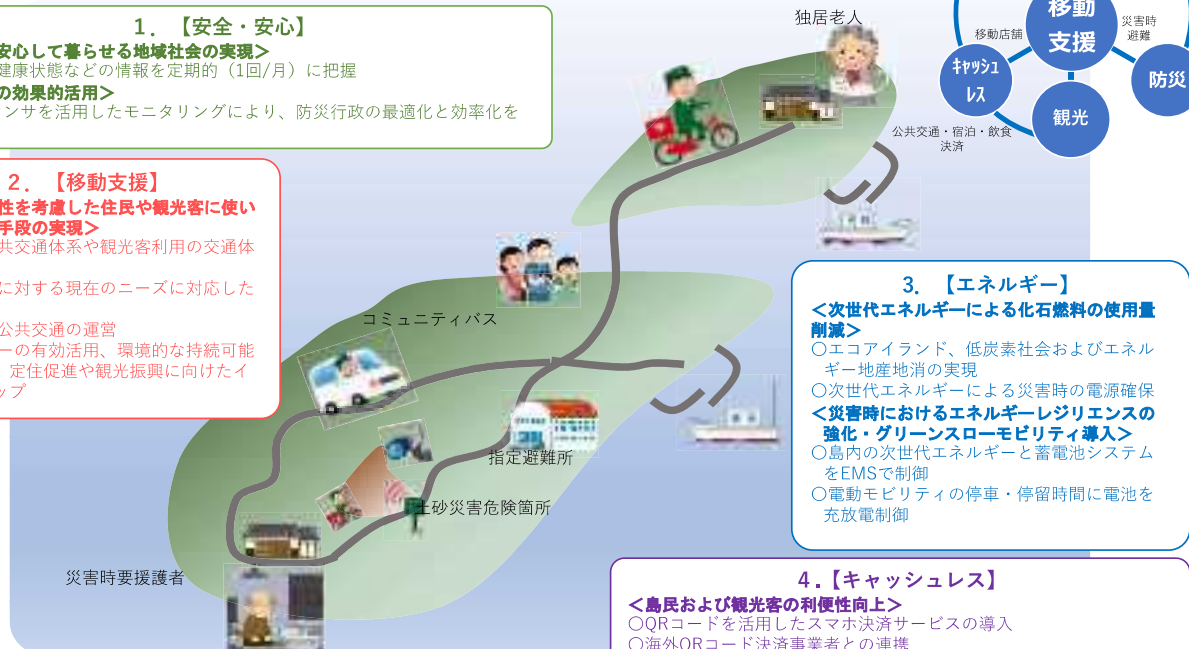 1．【安全・安心】
安心して暮らせる地域社会の実現＞
健康状態などの情報を定期的（1回/月）に把握
の効果的活用＞
ンサを活用したモニタリングにより、防災行政の最適化と効率化を
2．【移動支援】
性を考慮した住民や観光客に使い
手段の実現＞
共交通体系や観光客利用の交通体
に対する現在のニーズに対応した
公共交通の運営
ーの有効活用、環境的な持続可能
定住促進や観光振興に向けたイ
ップ
独居老人
移動
支援
移動店舗
災害時
避難
ｷｬｯｼｭ
ﾚｽ
防災
観光
公共交通・宿泊・飲食
決済
コミュニティバス
指定避難所
土砂災害危険箇所
災害時要援護者
3．【エネルギー】
＜次世代エネルギーによる化石燃料の使用量
削減＞
○エコアイランド、低炭素社会およびエネル
ギー地産地消の実現
○次世代エネルギーによる災害時の電源確保
＜災害時におけるエネルギーレジリエンスの
強化・グリーンスローモビリティ導入＞
○島内の次世代エネルギーと蓄電池システム
をEMSで制御
○電動モビリティの停車・停留時間に電池を
充放電制御
4．【キャッシュレス】
＜島民および観光客の利便性向上＞
○QRコードを活用したスマホ決済サービスの導入
○海外QRコード決済事業者との連携